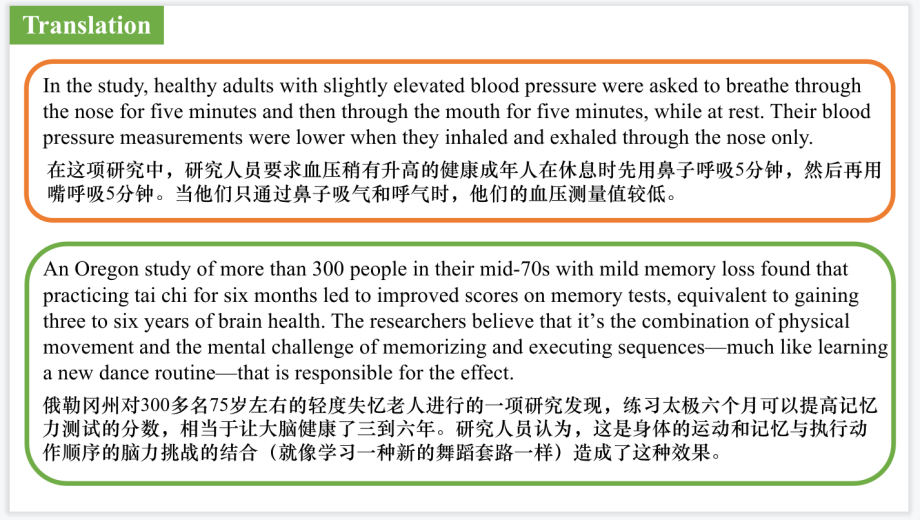 Translation
In the study, healthy adults with slightly elevated blood pressure were asked to breathe through
the nose for five minutes and then through the mouth for five minutes, while at rest. Their blood
pressure measurements were lower when they inhaled and exhaled through the nose only.
在这项研究中，研究人员要求血压稍有升高的健康成年人在休息时先用鼻子呼吸5分钟，然后再用
嘴呼吸5分钟。当他们只通过鼻子吸气和呼气时，他们的血压测量值较低。
An Oregon study of more than 300 people in their mid-70s with mild memory loss found that
practicing tai chi for six months led to improved scores on memory tests, equivalent to gaining
three to six years of brain health. The researchers believe that it’s the combination of physical
movement and the mental challenge of memorizing and executing sequences—much like learning
a new dance routine—that is responsible for the effect.
俄勒冈州对300多名75岁左右的轻度失忆老人进行的一项研究发现，练习太极六个月可以提高记忆
力测试的分数，相当于让大脑健康了三到六年。研究人员认为，这是身体的运动和记忆与执行动
作顺序的脑力挑战的结合（就像学习一种新的舞蹈套路一样）造成了这种效果。